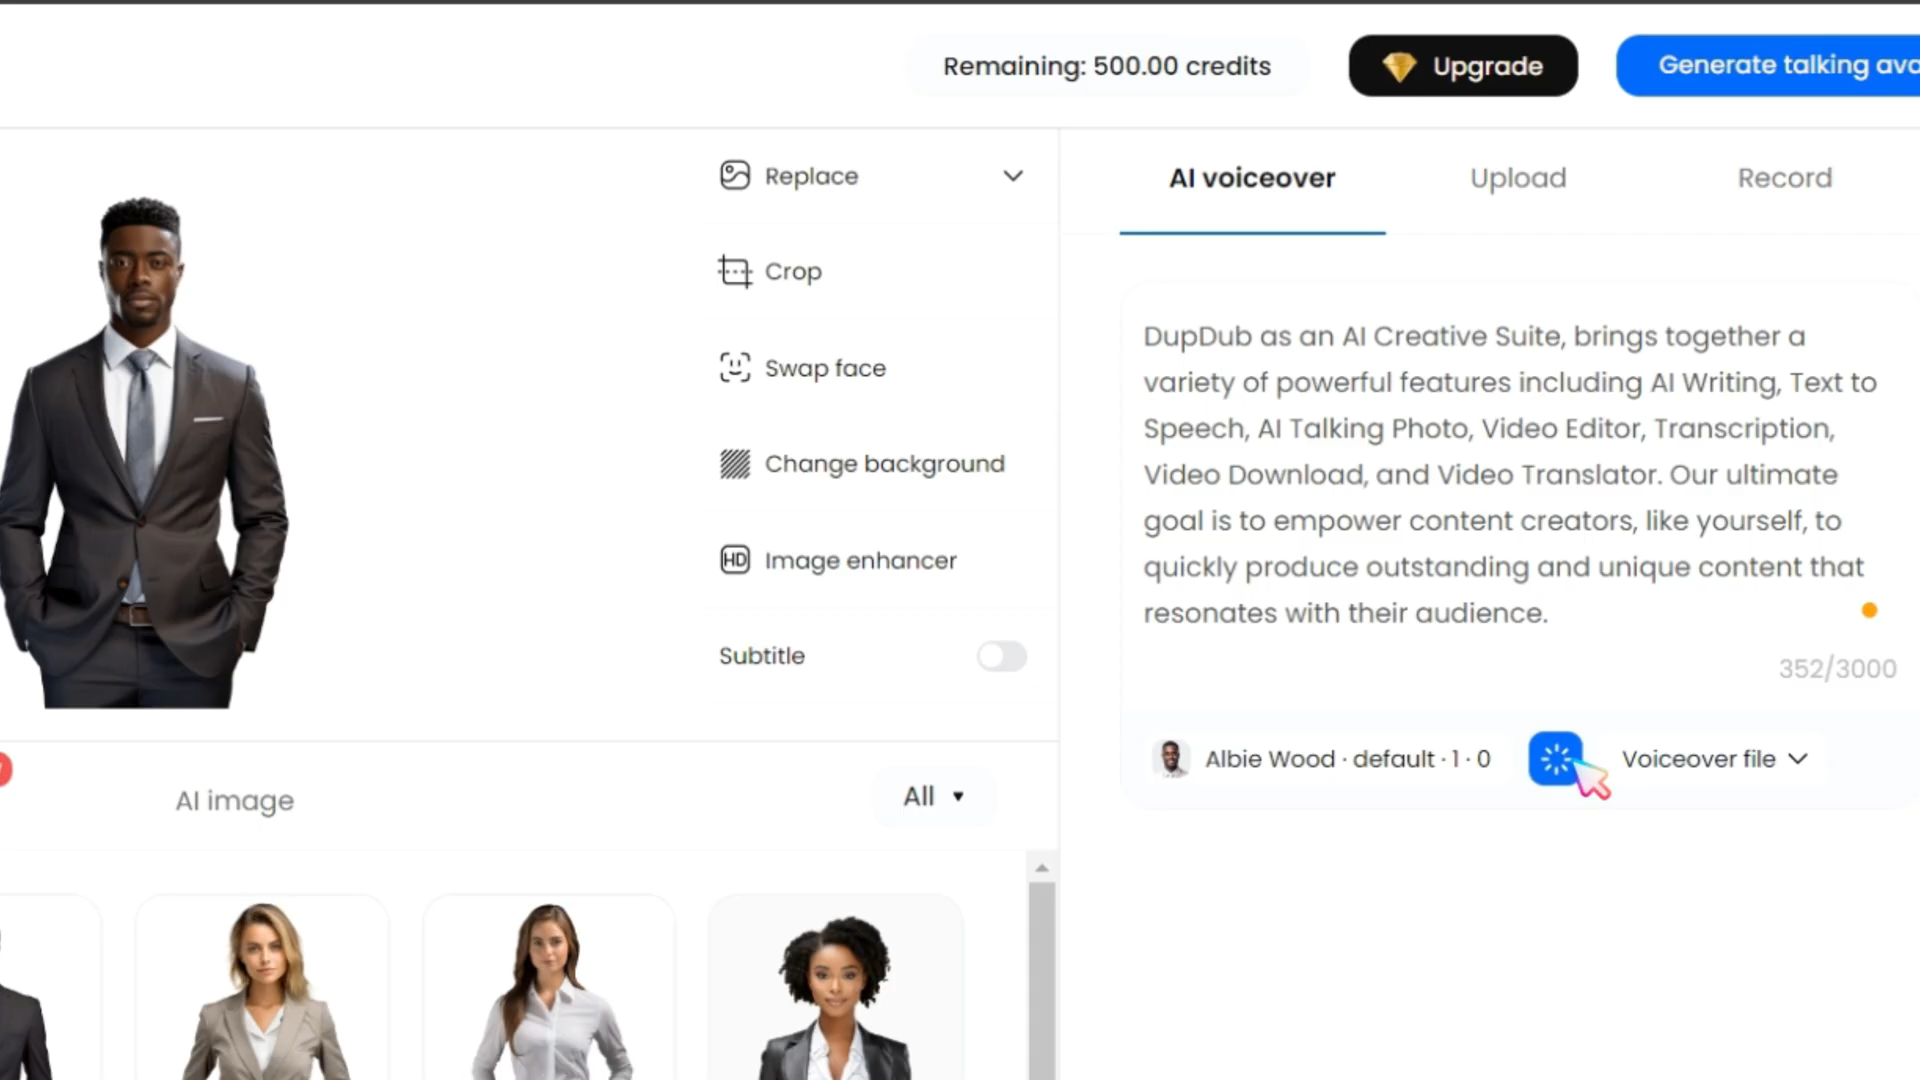 Remaining: 500.00 credits
Upgrade
Generate talking
Replace
Crop
Swap face
Change background
HD
Image enhancer
Subtitle
AI image
All
AI voiceover
Upload
Record
DupDub as an AI Creative Suite, brings together a
variety of powerful features including AI Writing, Text to
Speech, AI Talking Photo, Video Editor, Transcription,
Video Download, and Video Translator. Our ultimate
goal is to empower content creators, like yourself, to
quickly produce outstanding and unique content that
resonates with their audience.
352/3000
Albie Wood · default · 1 · 0
Voiceover file